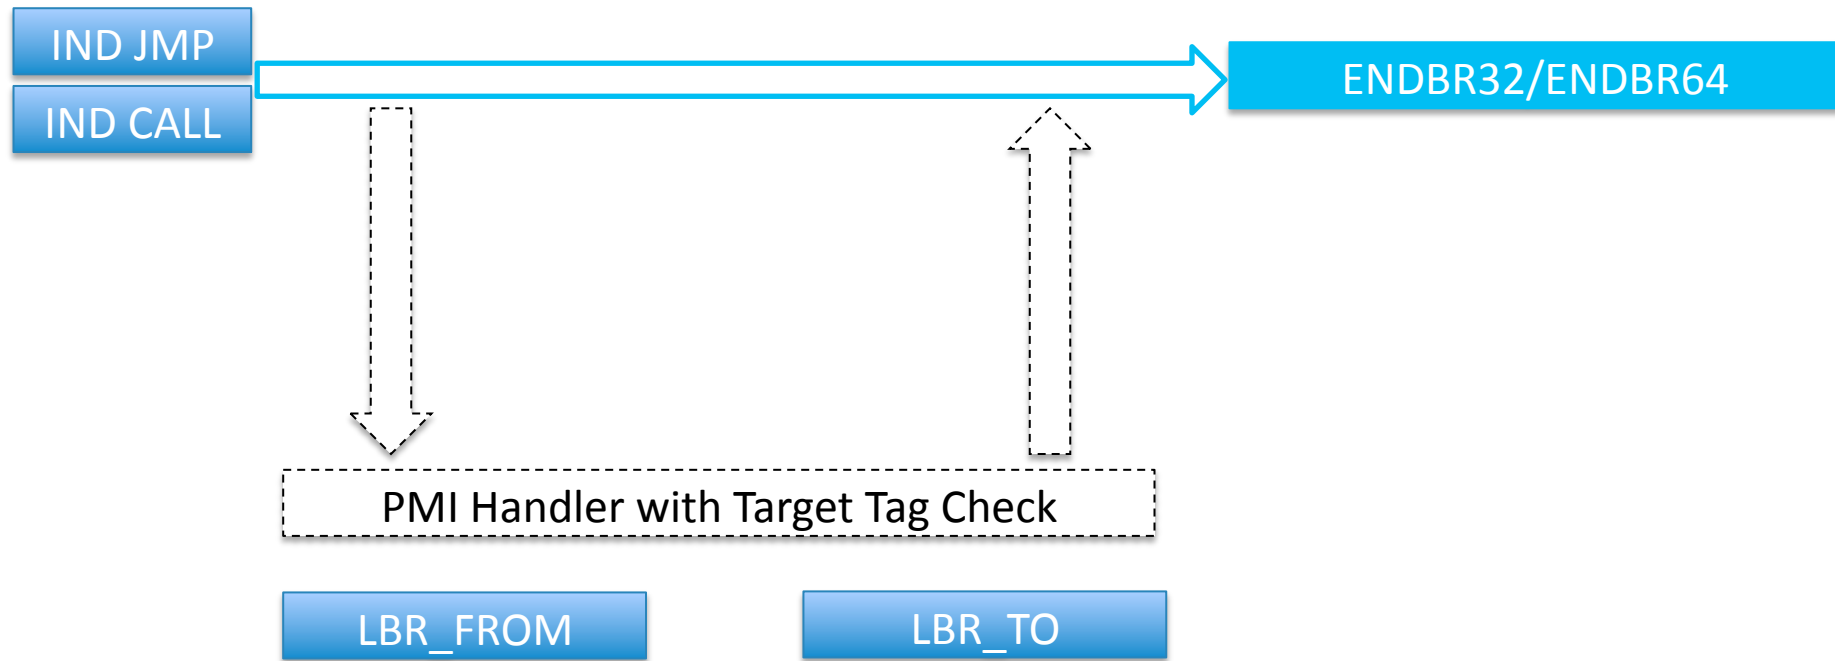 IND JMP
IND CALL
ENDBR32/ENDBR64
PMI Handler with Target Tag Check
LBR_FROM
LBR_TO